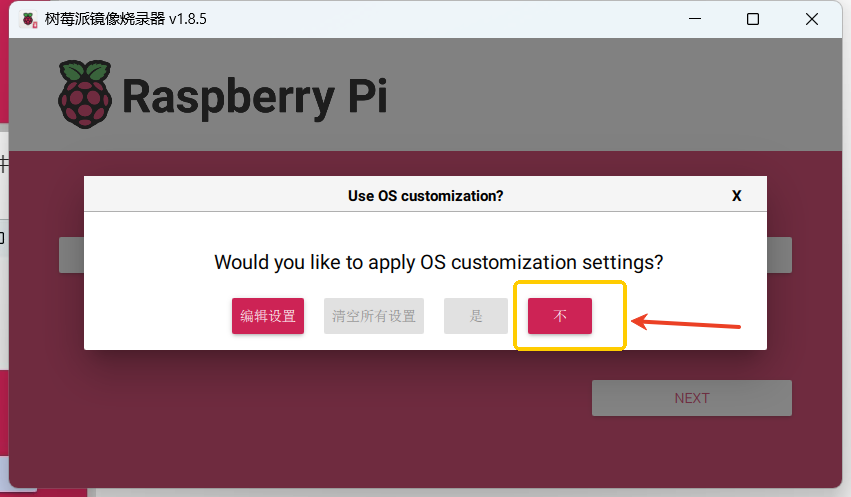 树莓派镜像烧录器 v1.8.5
Raspberry Pi
Use OS customization?
X
Would you like to apply OS customization settings?
编辑设置
清空所有设置
是
不
NEXT